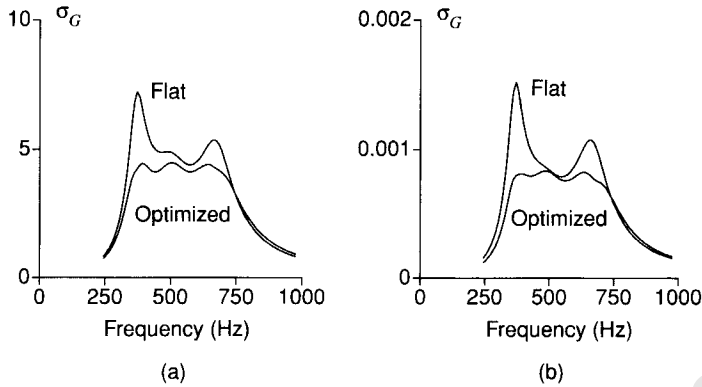 σG
10
Flat
5
Optimized
0
0 250 500 750 1000
Frequency (Hz)
(a)
0.002
σG
Flat
0.001
Optimized
0
0 250 500 750 1000
Frequency (Hz)
(b)